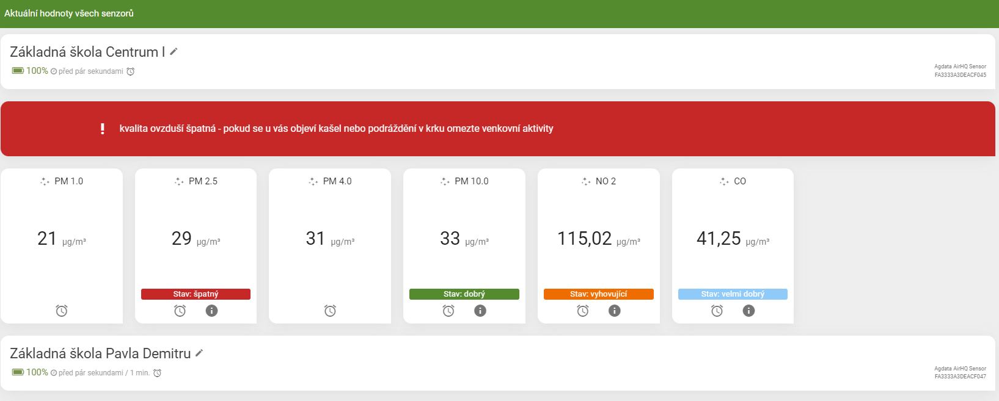 Aktuální hodnoty všech senzorů
Základná škola Centrum I
100% před pár sekundami
Agdata AirHQ Sensor
FA3333A3DEACF045
! kvalita ovzduší špatná - pokud se u vás objeví kašel nebo podráždění v krku omezte venkovní aktivity
PM 1.0
21 µg/m³
PM 2.5
29 µg/m³
Stav: špatný
PM 4.0
31 µg/m³
PM 10.0
33 µg/m³
Stav: dobrý
NO 2
115,02 µg/m³
Stav: vyhovující
CO
41,25 µg/m³
Stav: velmi dobrý
Základná škola Pavla Demitru
100% před pár sekundami / 1 min.
Agdata AirHQ Sensor
FA3333A3DEACF047